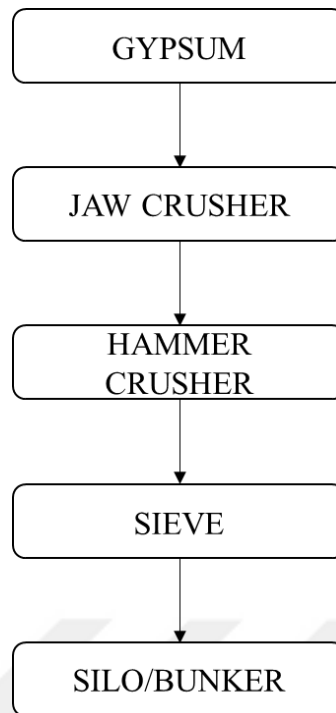 GYPSUM
JAW CRUSHER
HAMMER
CRUSHER
SIEVE
SILO/BUNKER